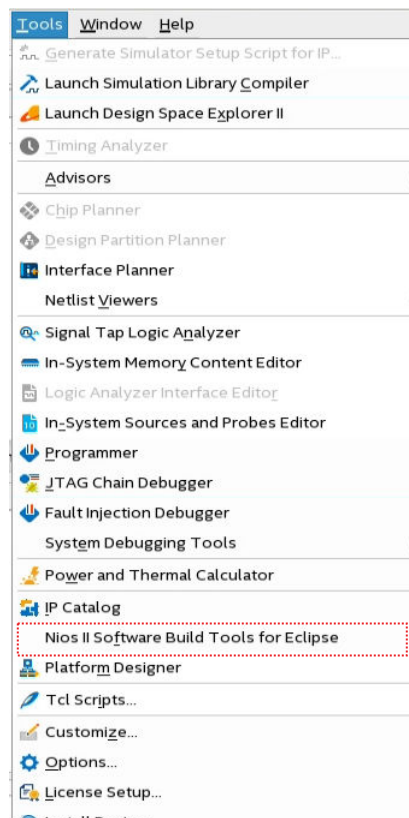 Tools Window Help
Generate Simulator Setup Script for IP...
Launch Simulation Library Compiler
Launch Design Space Explorer II
Timing Analyzer
Advisors
Chip Planner
Design Partition Planner
Interface Planner
Netlist Viewers
Signal Tap Logic Analyzer
In-System Memory Content Editor
Logic Analyzer Interface Editor
In-System Sources and Probes Editor
Programmer
JTAG Chain Debugger
Fault Injection Debugger
System Debugging Tools
Power and Thermal Calculator
IP Catalog
Nios II Software Build Tools for Eclipse
Platform Designer
Tcl Scripts...
Customize...
Options...
License Setup...